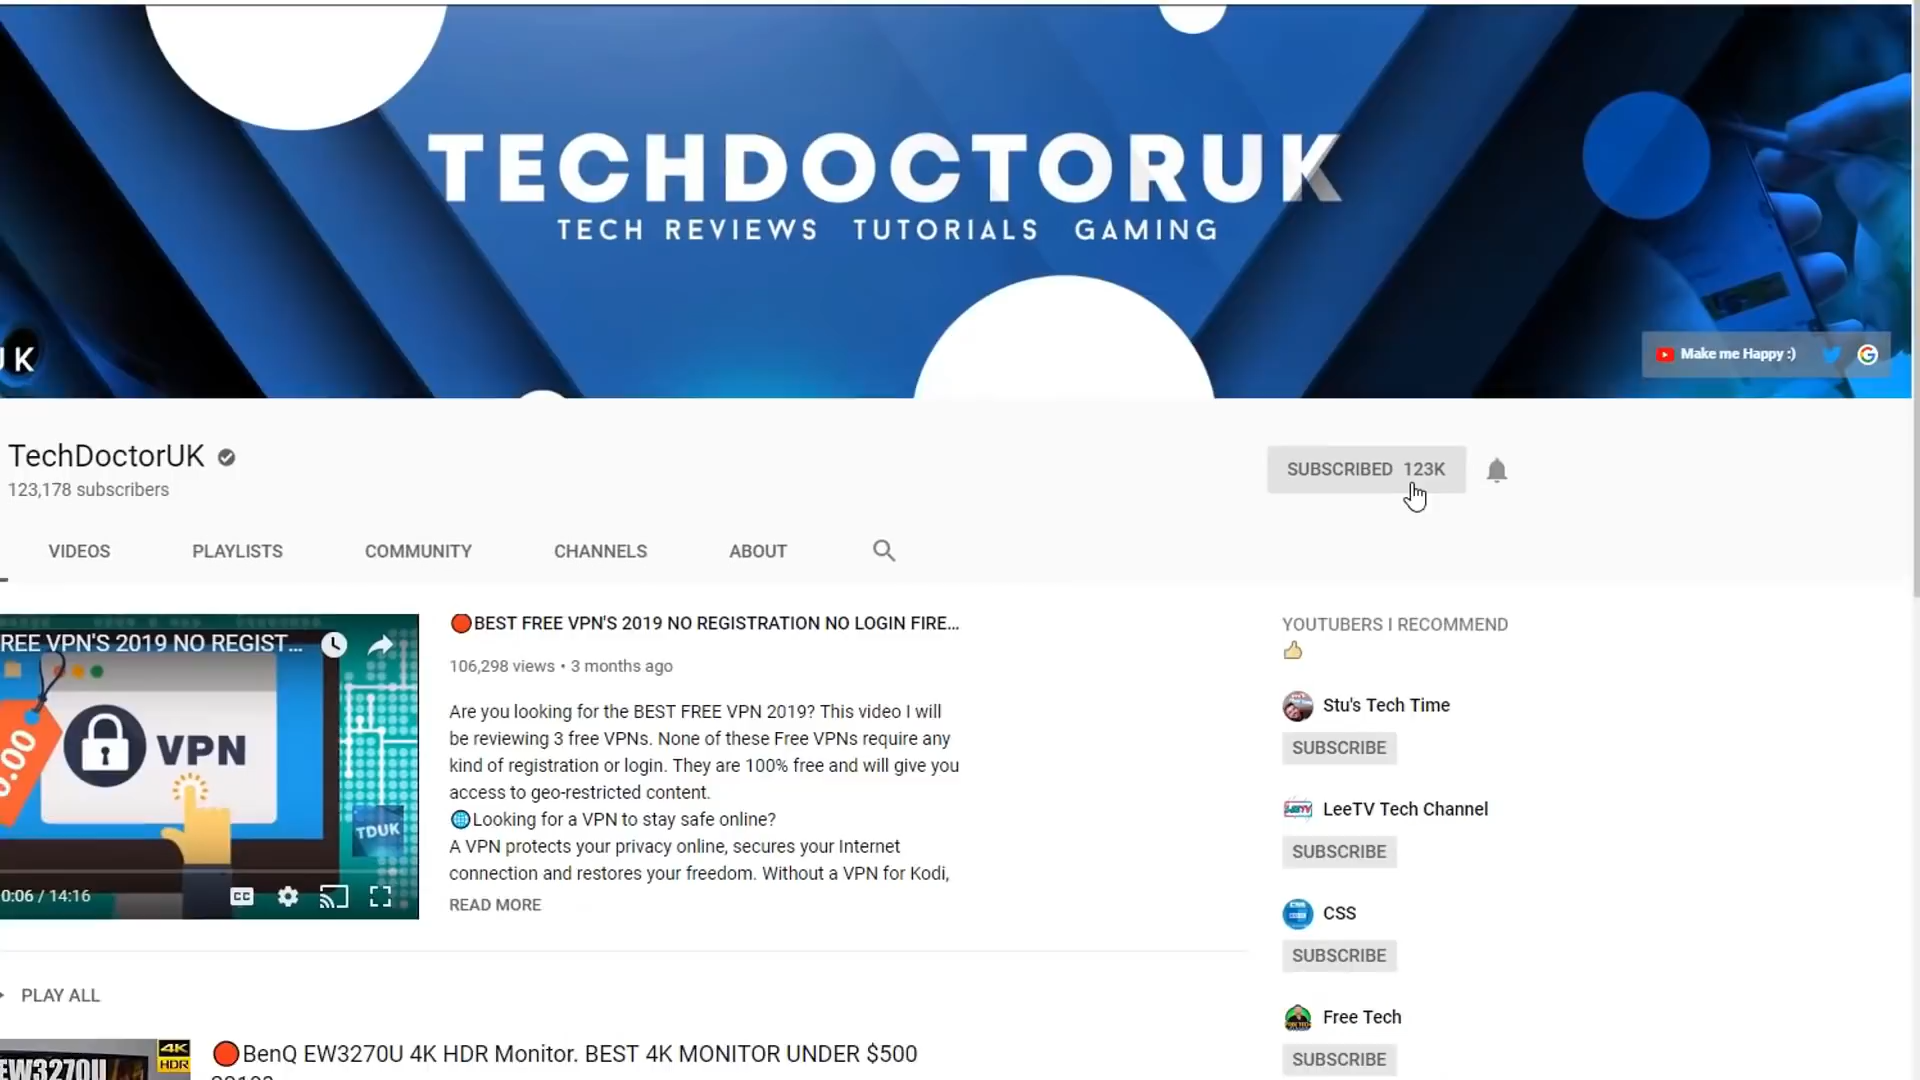 TECHDOCTORUK
TECH REVIEWS TUTORIALS GAMING
UK
Make me Happy :)
TechDoctorUK
123,178 subscribers
SUBSCRIBED 123K
VIDEOS PLAYLISTS COMMUNITY CHANNELS ABOUT
REE VPN'S 2019 NO REGIST...
0.00
VPN
TDUK
0:06 / 14:16
CC
BEST FREE VPN'S 2019 NO REGISTRATION NO LOGIN FIRE...
106,298 views • 3 months ago
Are you looking for the BEST FREE VPN 2019? This video I will
be reviewing 3 free VPNs. None of these Free VPNs require any
kind of registration or login. They are 100% free and will give you
access to geo-restricted content.
Looking for a VPN to stay safe online?
A VPN protects your privacy online, secures your Internet
connection and restores your freedom. Without a VPN for Kodi,
READ MORE
YOUTUBERS I RECOMMEND
Stu's Tech Time
SUBSCRIBE
LeeTV Tech Channel
SUBSCRIBE
CSS
SUBSCRIBE
Free Tech
SUBSCRIBE
PLAY ALL
EW3270U
4K
HDR
BenQ EW3270U 4K HDR Monitor. BEST 4K MONITOR UNDER $500